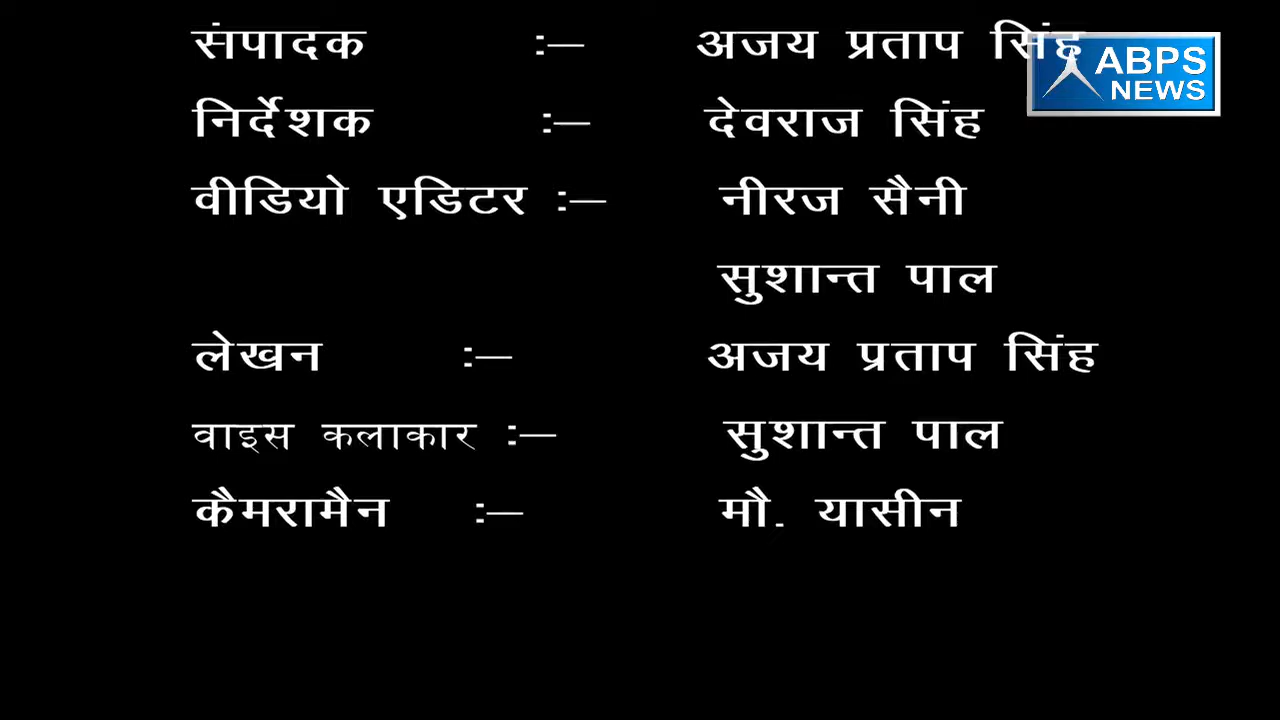 संपादक :— अजय प्रताप सिंह
ABPS
NEWS
निर्देशक :— देवराज सिंह
वीडियो एडिटर :— नीरज सैनी
सुशान्त पाल
लेखन :— अजय प्रताप सिंह
वाइस कलाकार :— सुशान्त पाल
कैमरामैन :— मौ. यासीन